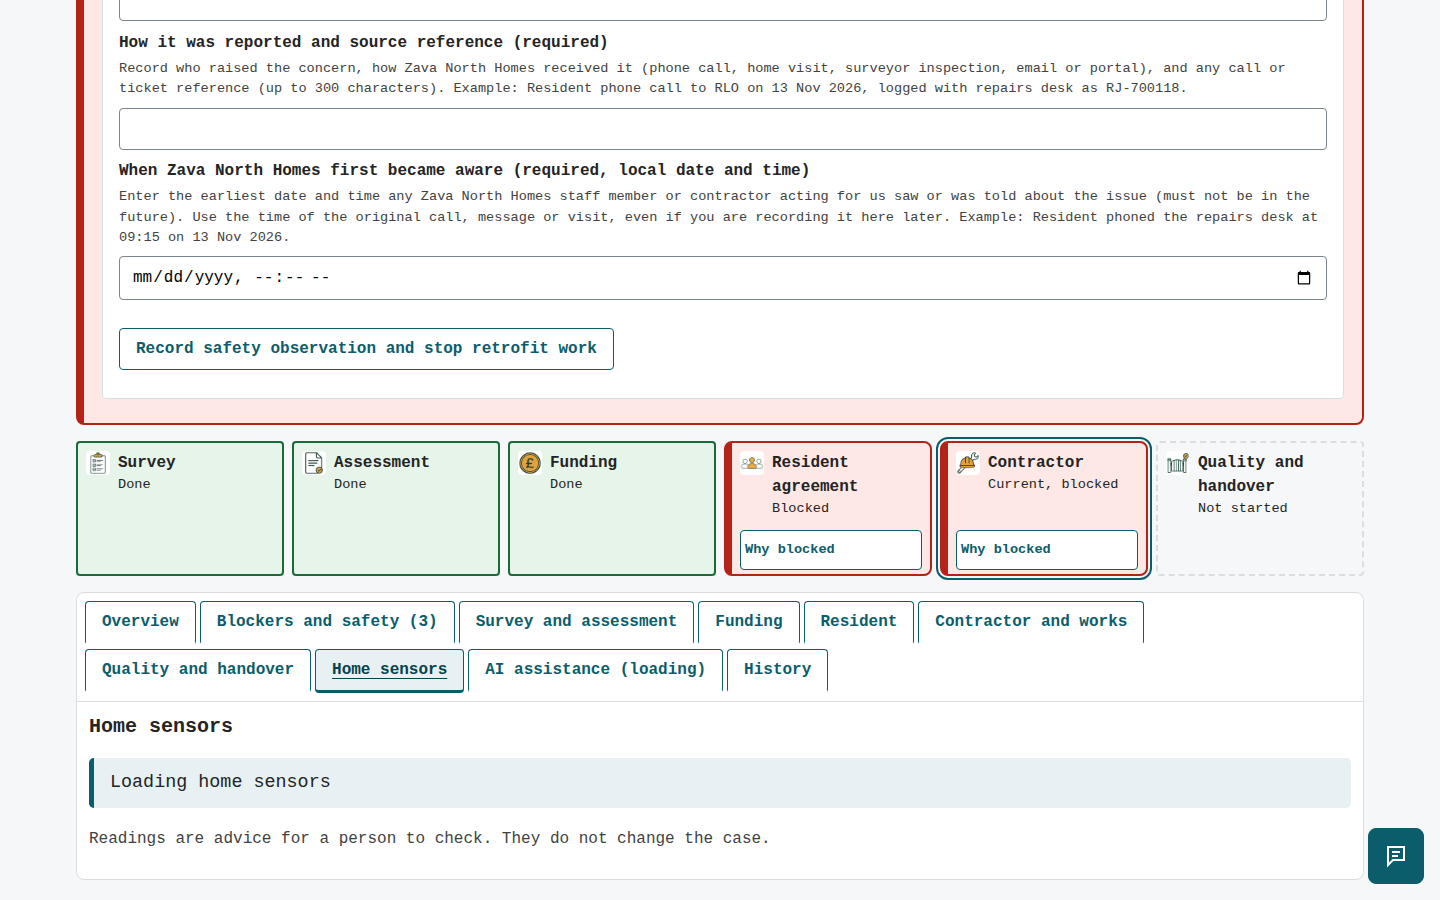 How it was reported and source reference (required)
Record who raised the concern, how Zava North Homes received it (phone call, home visit, surveyor inspection, email or portal), and any call or
ticket reference (up to 300 characters). Example: Resident phone call to RLO on 13 Nov 2026, logged with repairs desk as RJ-700118.
When Zava North Homes first became aware (required, local date and time)
Enter the earliest date and time any Zava North Homes staff member or contractor acting for us saw or was told about the issue (must not be in the
future). Use the time of the original call, message or visit, even if you are recording it here later. Example: Resident phoned the repairs desk at
09:15 on 13 Nov 2026.
mm/dd/yyyy, --:-- --
Record safety observation and stop retrofit work
Survey
Done
Assessment
Done
Funding
Done
Resident
agreement
Blocked
Why blocked
Contractor
Current, blocked
Why blocked
Quality and
handover
Not started
Overview
Blockers and safety (3)
Survey and assessment
Funding
Resident
Contractor and works
Quality and handover
Home sensors
AI assistance (loading)
History
Home sensors
Loading home sensors
Readings are advice for a person to check. They do not change the case.